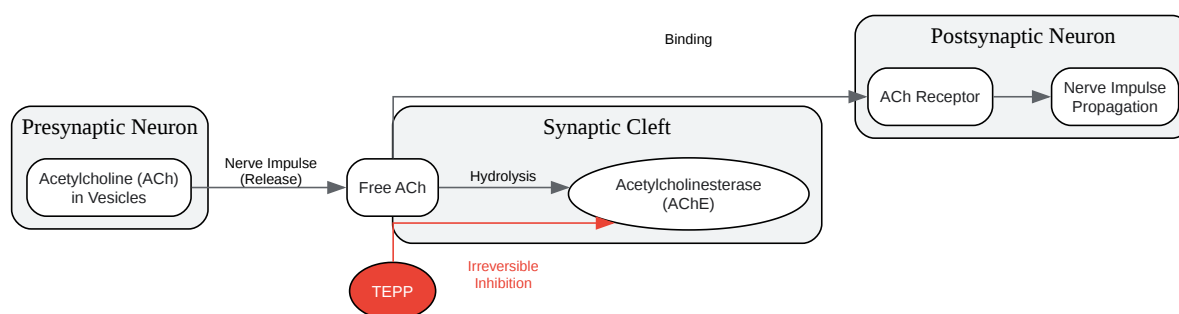 Binding
Postsynaptic Neuron
ACh Receptor
Nerve Impulse
Propagation
Presynaptic Neuron
Acetylcholine (ACh)
in Vesicles
Nerve Impulse
(Release)
Synaptic Cleft
Free ACh
Hydrolysis
Acetylcholinesterase
(AChE)
TEPP
Irreversible
Inhibition